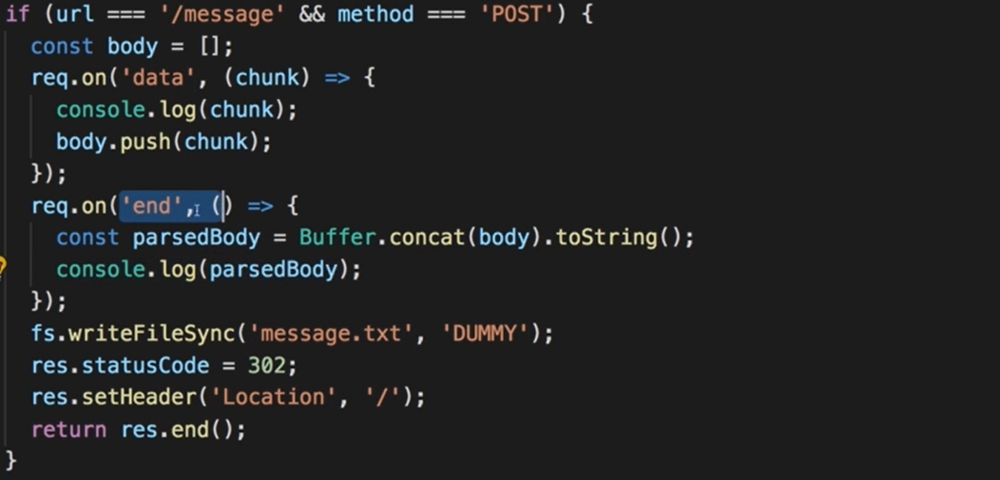 if (url === '/message' && method === 'POST') {
const body = [];
req.on('data', (chunk) => {
console.log(chunk);
body.push(chunk);
});
req.on('end', () => {
const parsedBody = Buffer.concat(body).toString();
console.log(parsedBody);
});
fs.writeFileSync('message.txt', 'DUMMY');
res.statusCode = 302;
res.setHeader('Location', '/');
return res.end();
}